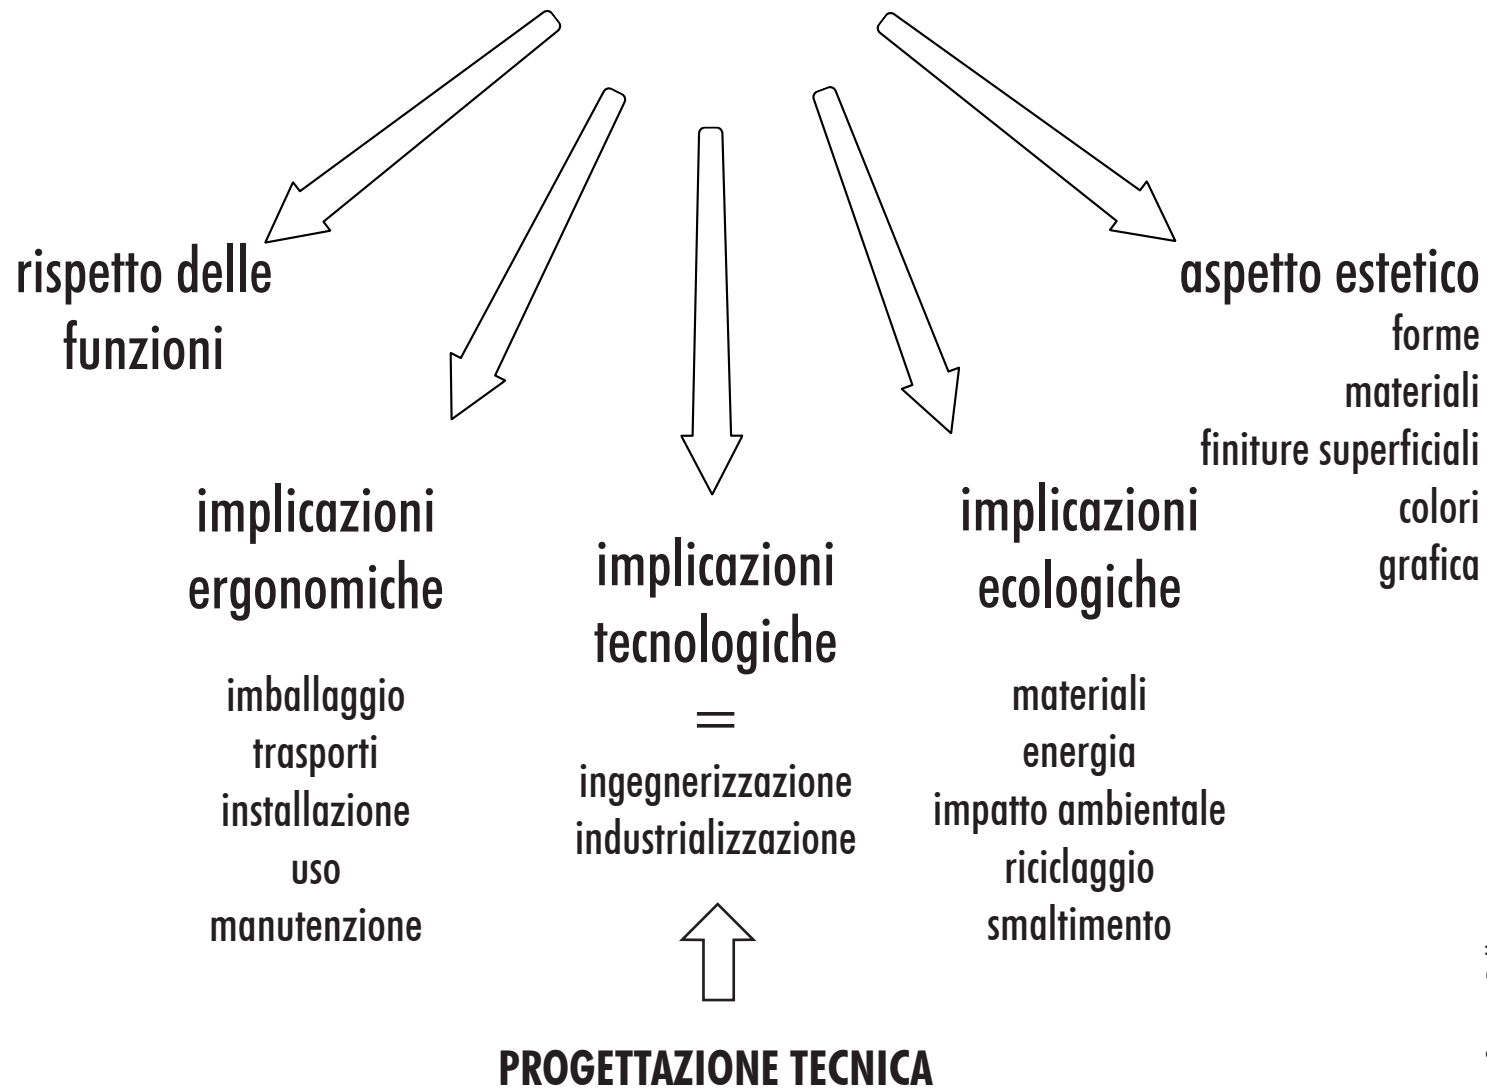 rispetto delle
funzioni
implicazioni
ergonomiche
imballaggio
trasporti
installazione
uso
manutenzione
implicazioni
tecnologiche
=
ingegnerizzazione
industrializzazione
implicazioni
ecologiche
materiali
energia
impatto ambientale
riciclaggio
smaltimento
aspetto estetico
forme
materiali
finiture superficiali
colori
grafica
PROGETTAZIONE TECNICA